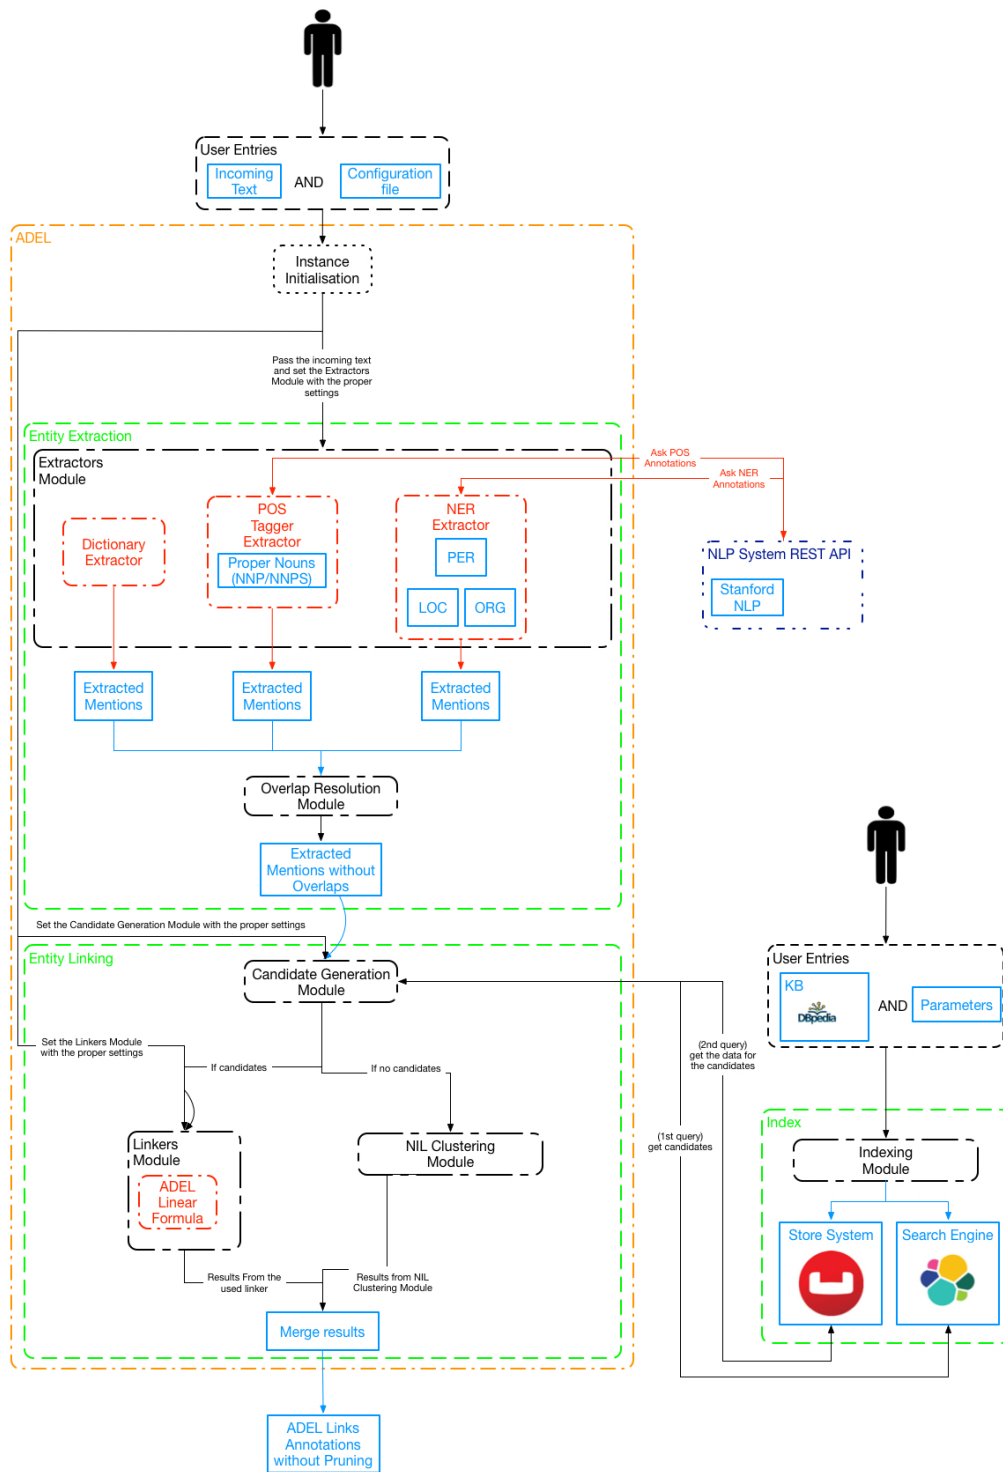 User Entries
Incoming
Text
AND
Configuration
file
ADEL
Instance
Initialisation
Pass the incoming text
and set the Extractors
Module with the proper
settings
Entity Extraction
Extractors
Module
Ask POS
Annotations
Ask NER
Annotations
Dictionary
Extractor
POS
Tagger
Extractor
Proper Nouns
(NNP/NNPS)
NER
Extractor
PER
LOC
ORG
NLP System REST API
Stanford
NLP
Extracted
Mentions
Extracted
Mentions
Extracted
Mentions
Overlap Resolution
Module
Extracted
Mentions without
Overlaps
Set the Candidate Generation Module with the proper settings
Entity Linking
Candidate Generation
Module
Set the Linkers Module
with the proper settings
If candidates
If no candidates
(2nd query)
get the data for
the candidates
(1st query)
get candidates
Linkers
Module
ADEL
Linear
Formula
NIL Clustering
Module
Results From the
used linker
Results from NIL
Clustering Module
Merge results
ADEL Links
Annotations
without Pruning
User Entries
KB
DBpedia
AND
Parameters
Index
Indexing
Module
Store System
Search Engine